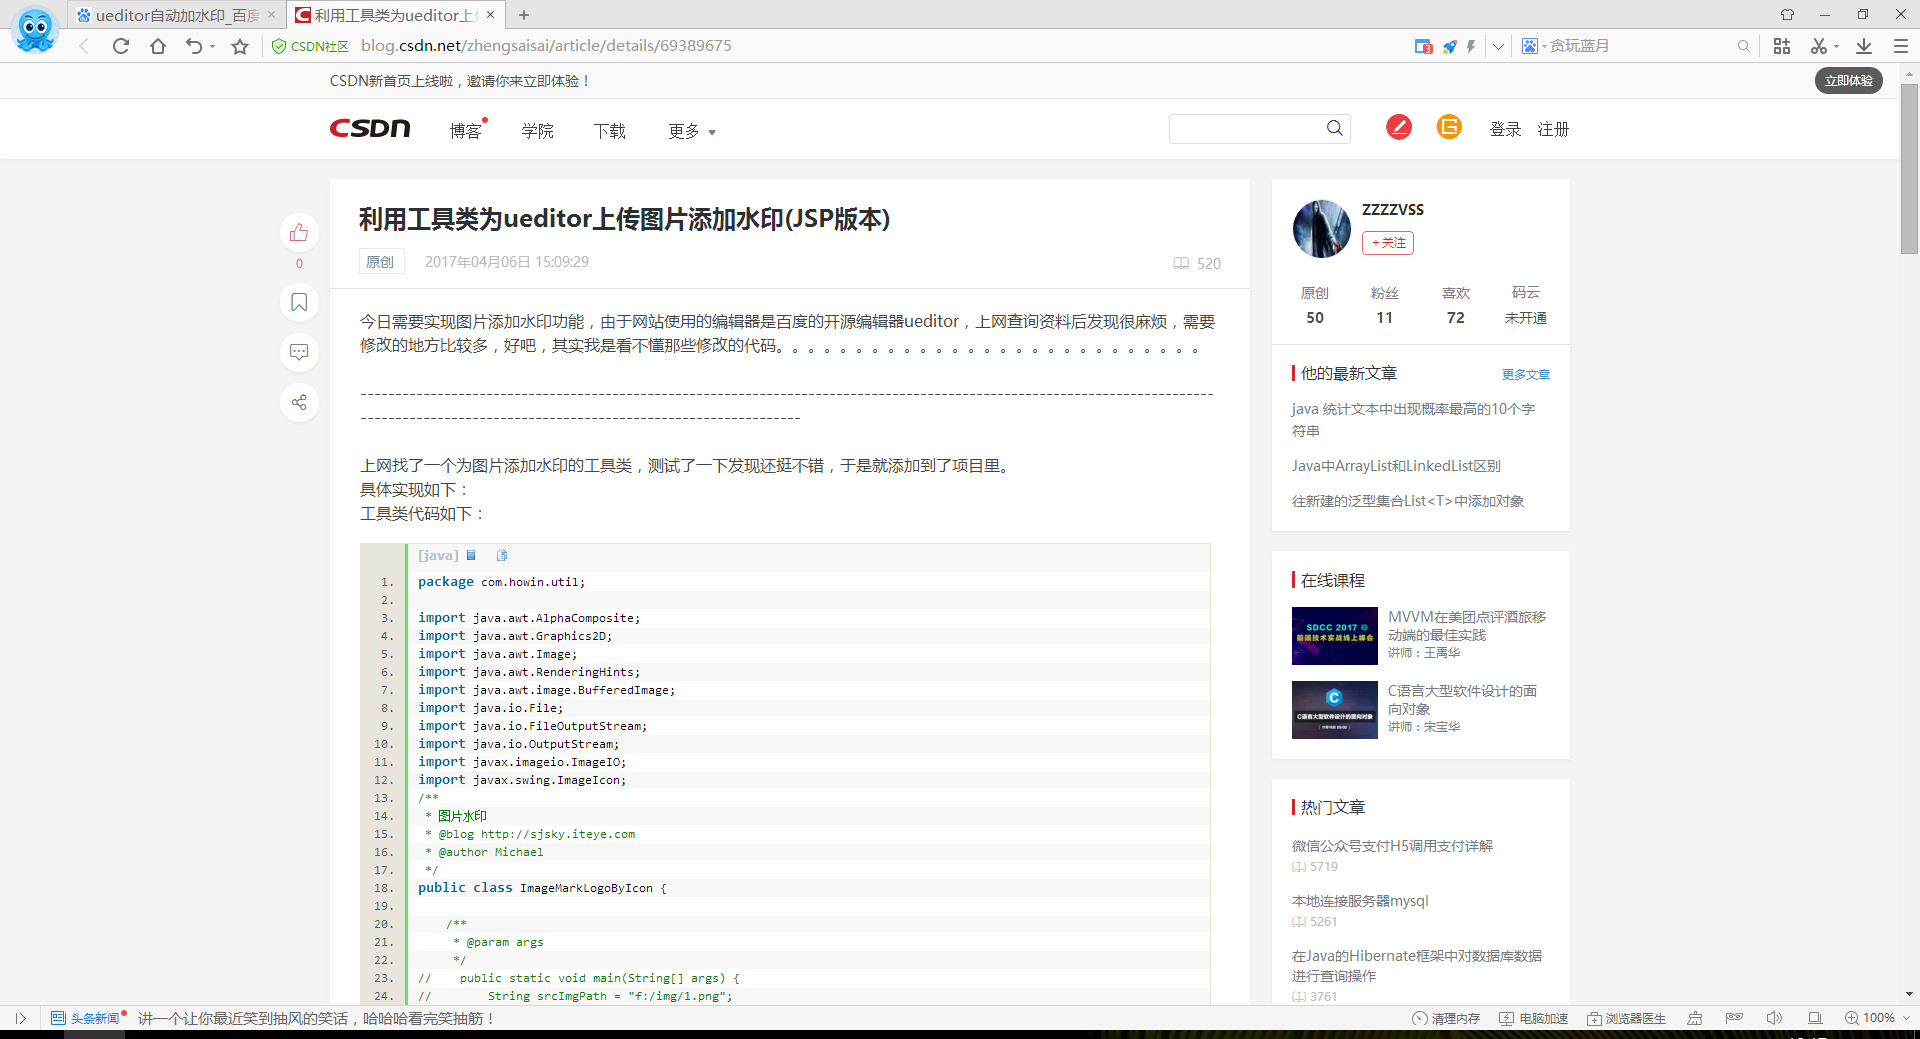 ueditor自动加水印_百度
利用工具类为ueditor上传
CSDN社区 blog.csdn.net/zhengsaisai/article/details/69389675
3
贪玩蓝月
CSDN新首页上线啦，邀请你来立即体验！
立即体验
CSDN 博客 学院 下载 更多
登录 注册
利用工具类为ueditor上传图片添加水印(JSP版本)
原创 2017年04月06日 15:09:29 520
0
今日需要实现图片添加水印功能，由于网站使用的编辑器是百度的开源编辑器ueditor，上网查询资料后发现很麻烦，需要
修改的地方比较多，好吧，其实我是看不懂那些修改的代码。。。。。。。。。。。。。。。。。。。。。。。。。。。
上网找了一个为图片添加水印的工具类，测试了一下发现还挺不错，于是就添加到了项目里。
具体实现如下：
工具类代码如下：
[java]
1. package com.howin.util;
2.
3. import java.awt.AlphaComposite;
4. import java.awt.Graphics2D;
5. import java.awt.Image;
6. import java.awt.RenderingHints;
7. import java.awt.image.BufferedImage;
8. import java.io.File;
9. import java.io.FileOutputStream;
10. import java.io.OutputStream;
11. import javax.imageio.ImageIO;
12. import javax.swing.ImageIcon;
13. /**
14. * 图片水印
15. * @blog http://sjsky.iteye.com
16. * @author Michael
17. */
18. public class ImageMarkLogoByIcon {
19.
20. /**
21. * @param args
22. */
23. // public static void main(String[] args) {
24. // String srcImgPath = "f:/img/1.png";
ZZZZVSS
+关注
原创 粉丝 喜欢 码云
50 11 72 未开通
他的最新文章 更多文章
java 统计文本中出现概率最高的10个字
符串
Java中ArrayList和LinkedList区别
往新建的泛型集合List<T>中添加对象
在线课程
SDCC 2017
前端技术实战线上峰会
MVVM在美团点评酒旅移
动端的最佳实践
讲师：王禹华
C
C语言大型软件设计的面向对象
C语言大型软件设计的面
向对象
讲师：宋宝华
热门文章
微信公众号支付H5调用支付详解
5719
本地连接服务器mysql
5261
在Java的Hibernate框架中对数据库数据
进行查询操作
3761
头条新闻 讲一个让你最近笑到抽风的笑话，哈哈哈看完笑抽筋！
清理内存 电脑加速 浏览器医生 100%